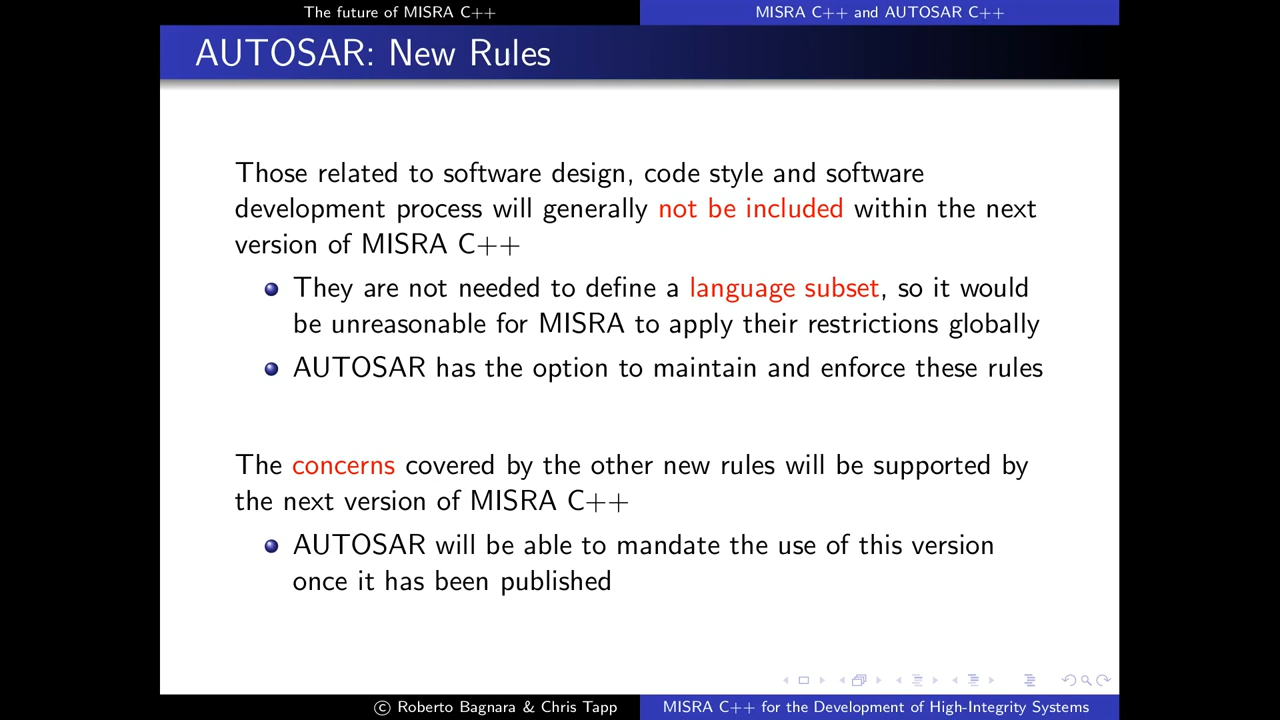 The future of MISRA C++
MISRA C++ and AUTOSAR C++
AUTOSAR: New Rules
Those related to software design, code style and software
development process will generally not be included within the next
version of MISRA C++
They are not needed to define a language subset, so it would
be unreasonable for MISRA to apply their restrictions globally
AUTOSAR has the option to maintain and enforce these rules
The concerns covered by the other new rules will be supported by
the next version of MISRA C++
AUTOSAR will be able to mandate the use of this version
once it has been published
© Roberto Bagnara & Chris Tapp
MISRA C++ for the Development of High-Integrity Systems